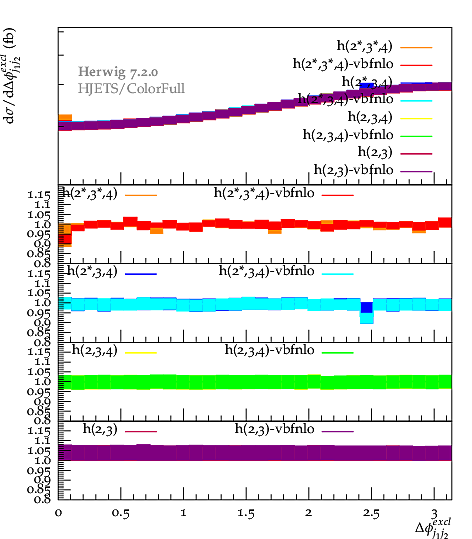 dσ/dΔϕ_{j₁j₂}^{excl} (fb)
Herwig 7.2.0
HJETS/ColorFull
h(2*,3*,4)
h(2*,3*,4)-vbfnlo
h(2*,3,4)
h(2*,3,4)-vbfnlo
h(2,3,4)
h(2,3,4)-vbfnlo
h(2,3)
h(2,3)-vbfnlo
h(2*,3*,4) h(2*,3*,4)-vbfnlo
1.15
1.1
1.05
1.0
0.95
0.9
0.85
0.8
h(2*,3,4) h(2*,3,4)-vbfnlo
1.15
1.1
1.05
1.0
0.95
0.9
0.85
0.8
h(2,3,4) h(2,3,4)-vbfnlo
1.15
1.1
1.05
1.0
0.95
0.9
0.85
0.8
h(2,3) h(2,3)-vbfnlo
1.15
1.1
1.05
1.0
0.95
0.9
0.85
0.8
0 0.5 1 1.5 2 2.5 3
Δϕ_{j₁j₂}^{excl}